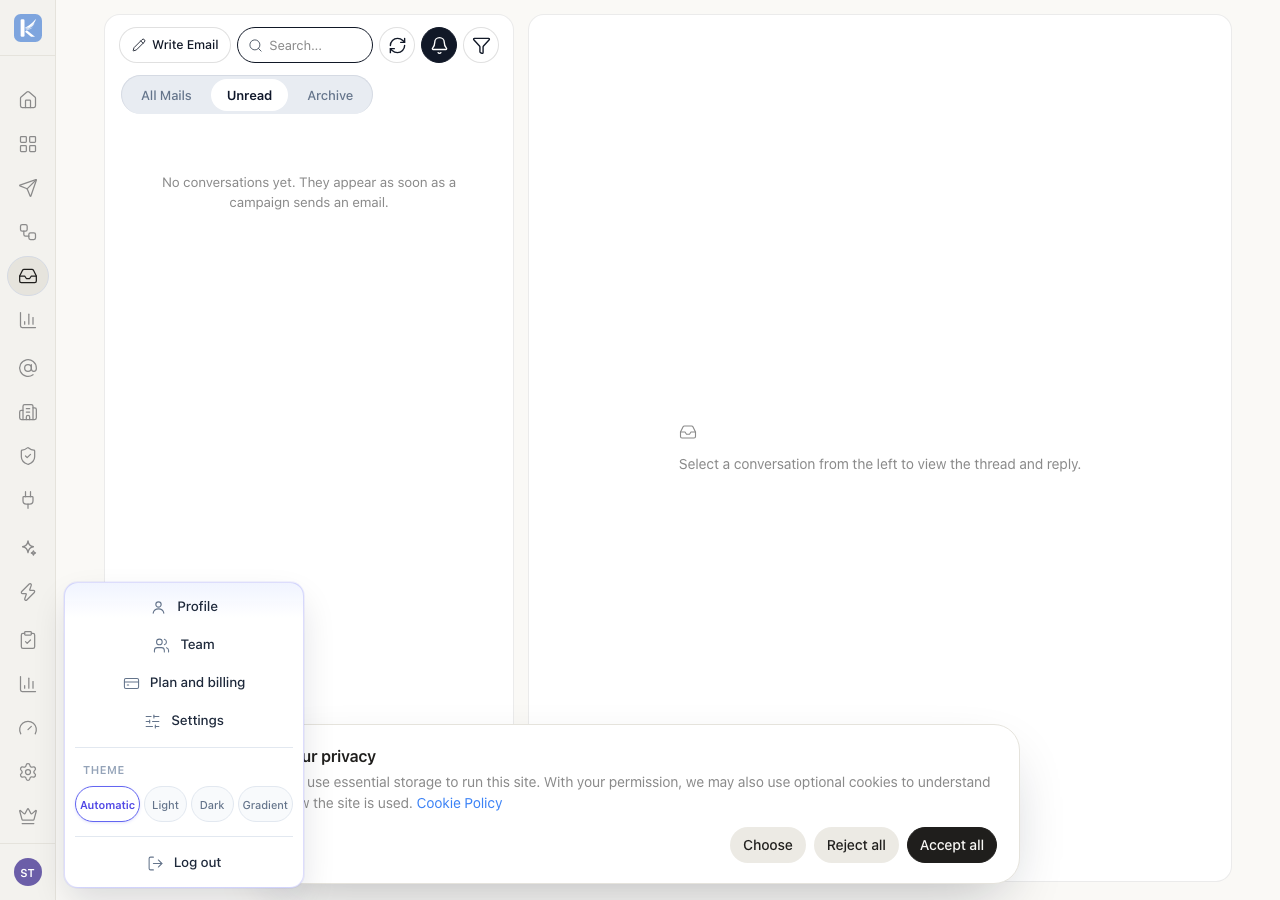 Write Email
Search...
All Mails
Unread
Archive
No conversations yet. They appear as soon as a
campaign sends an email.
Select a conversation from the left to view the thread and reply.
Profile
Team
Plan and billing
Settings
THEME
Automatic
Light
Dark
Gradient
Log out
ST
privacy
use essential storage to run this site. With your permission, we may also use optional cookies to understand
the site is used. Cookie Policy
Choose
Reject all
Accept all